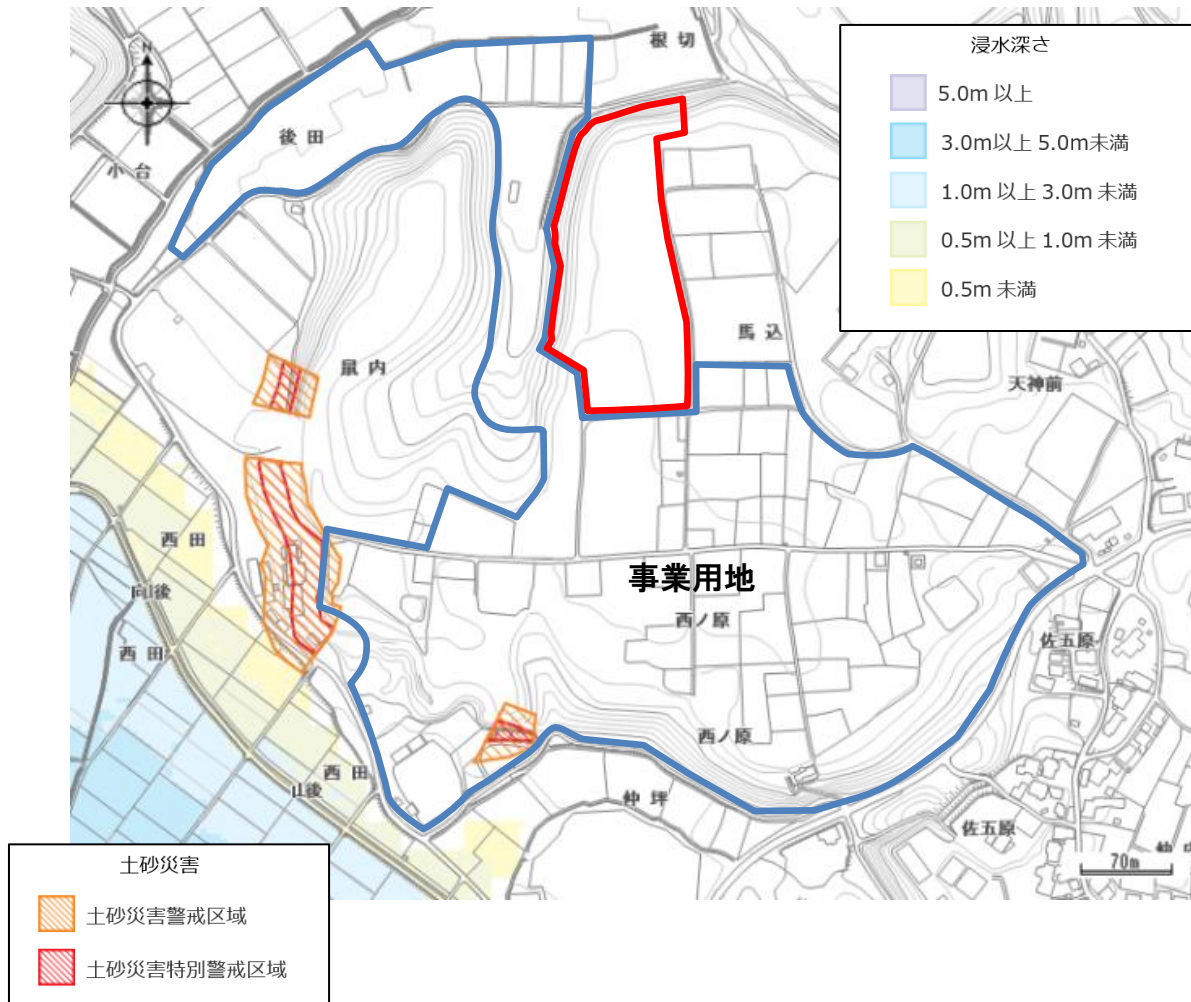 根切
浸水深さ
5.0m 以上
3.0m以上 5.0m未満
1.0m 以上 3.0m 未満
0.5m 以上 1.0m 未満
0.5m 未満
N
後田
小台
馬込
鼠内
天神前
西田
向後
西田
事業用地
西ノ原
佐五原
西ノ原
西田
山後
仲坪
佐五原
70m
土砂災害
土砂災害警戒区域
土砂災害特別警戒区域